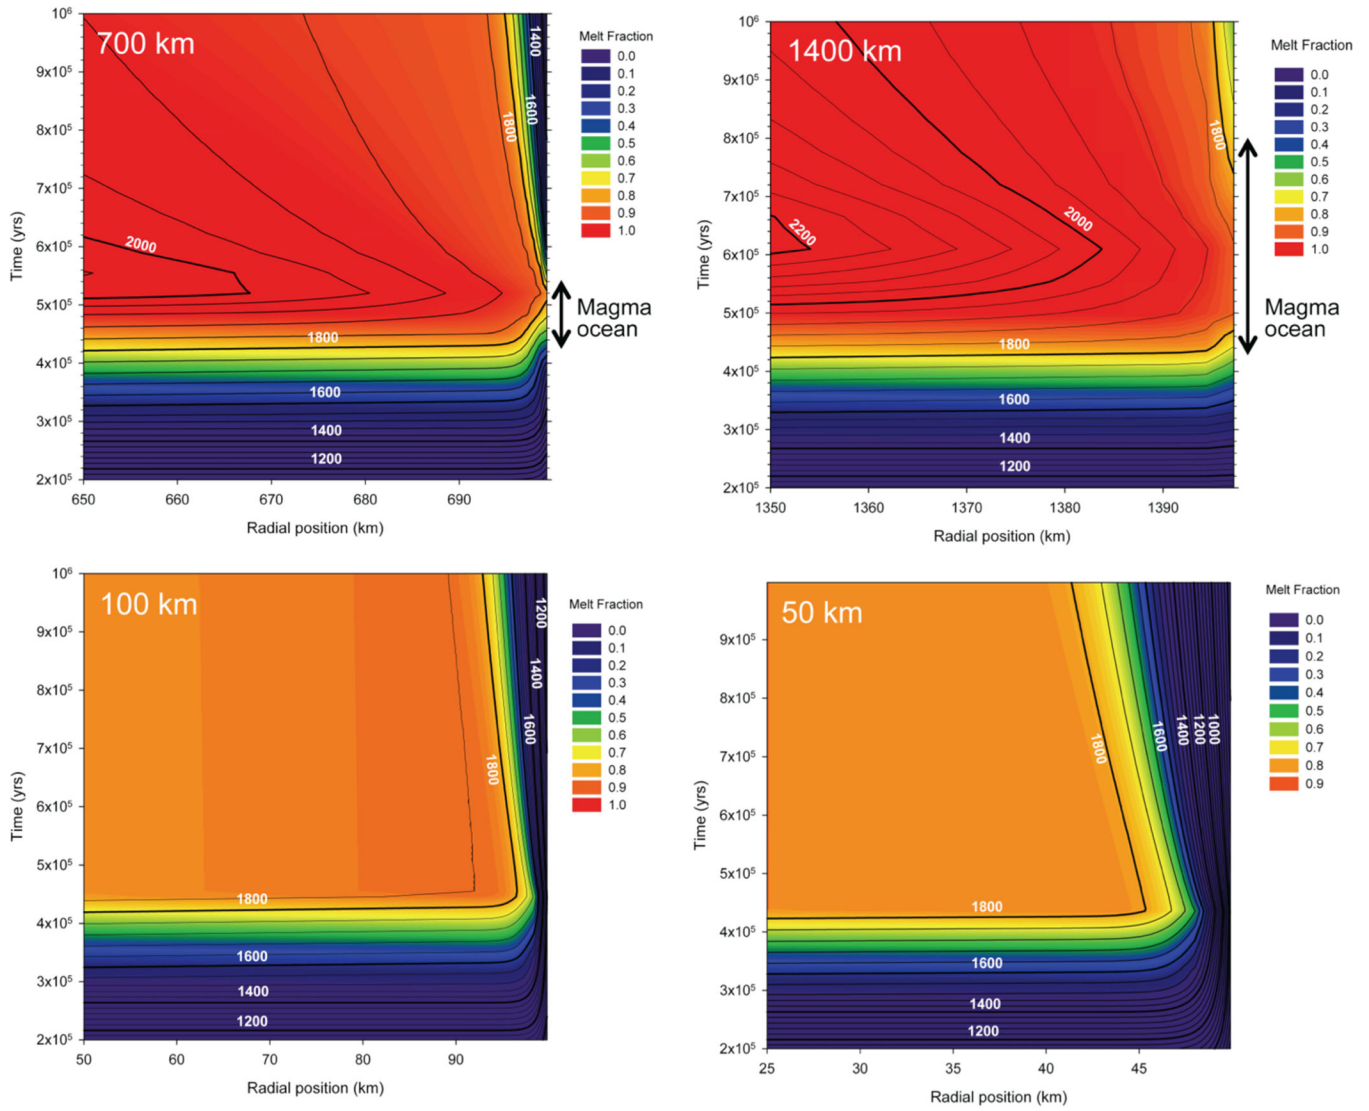 700 km
10⁶
9x10⁵
8x10⁵
7x10⁵
6x10⁵
5x10⁵
4x10⁵
3x10⁵
2x10⁵
Time (yrs)
1400
1600
1800
2000
1800
1600
1400
1200
650
660
670
680
690
Radial position (km)
Melt Fraction
0.0
0.1
0.2
0.3
0.4
0.5
0.6
0.7
0.8
0.9
1.0
Magma
ocean
1400 km
10⁶
9x10⁵
8x10⁵
7x10⁵
6x10⁵
5x10⁵
4x10⁵
3x10⁵
2x10⁵
Time (yrs)
1800
2000
2200
1800
1600
1400
1200
1350
1360
1370
1380
1390
Radial position (km)
Melt Fraction
0.0
0.1
0.2
0.3
0.4
0.5
0.6
0.7
0.8
0.9
1.0
Magma
ocean
100 km
10⁶
9x10⁵
8x10⁵
7x10⁵
6x10⁵
5x10⁵
4x10⁵
3x10⁵
2x10⁵
Time (yrs)
1200
1400
1600
1800
1800
1600
1400
1200
50
60
70
80
90
Radial position (km)
Melt Fraction
0.0
0.1
0.2
0.3
0.4
0.5
0.6
0.7
0.8
0.9
1.0
50 km
9x10⁵
8x10⁵
7x10⁵
6x10⁵
5x10⁵
4x10⁵
3x10⁵
2x10⁵
Time (yrs)
1800
1600
1400
1200
1000
1800
1600
1400
1200
25
30
35
40
45
Radial position (km)
Melt Fraction
0.0
0.1
0.2
0.3
0.4
0.5
0.6
0.7
0.8
0.9